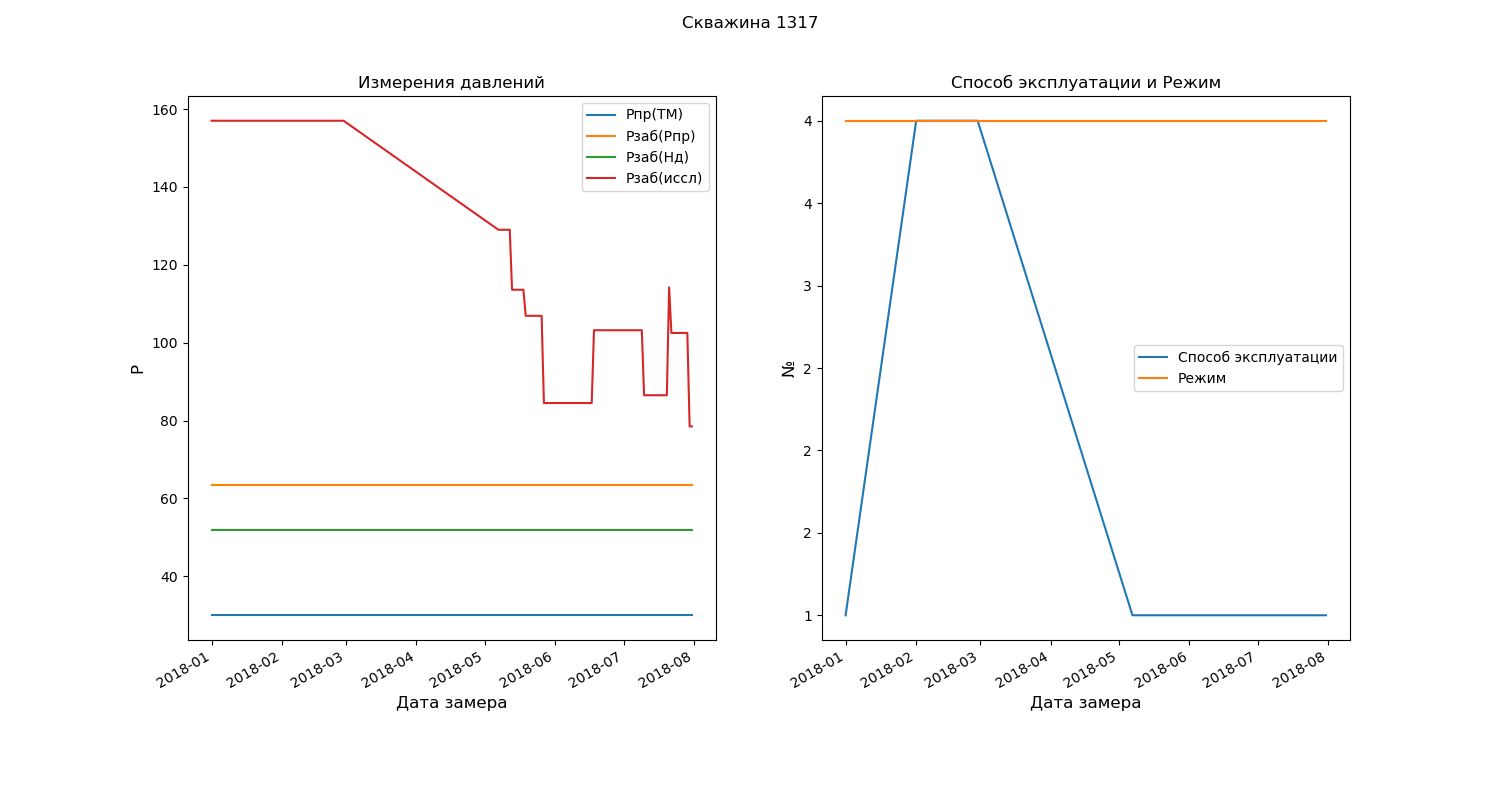 Скважина 1317
Измерения давлений
160
140
120
100
80
60
40
P
Рпр(ТМ)
Рзаб(Рпр)
Рзаб(Нд)
Рзаб(иссл)
2018-01
2018-02
2018-03
2018-04
2018-05
2018-06
2018-07
2018-08
Дата замера
Способ эксплуатации и Режим
4
4
3
2
2
2
1
№
Способ эксплуатации
Режим
2018-01
2018-02
2018-03
2018-04
2018-05
2018-06
2018-07
2018-08
Дата замера